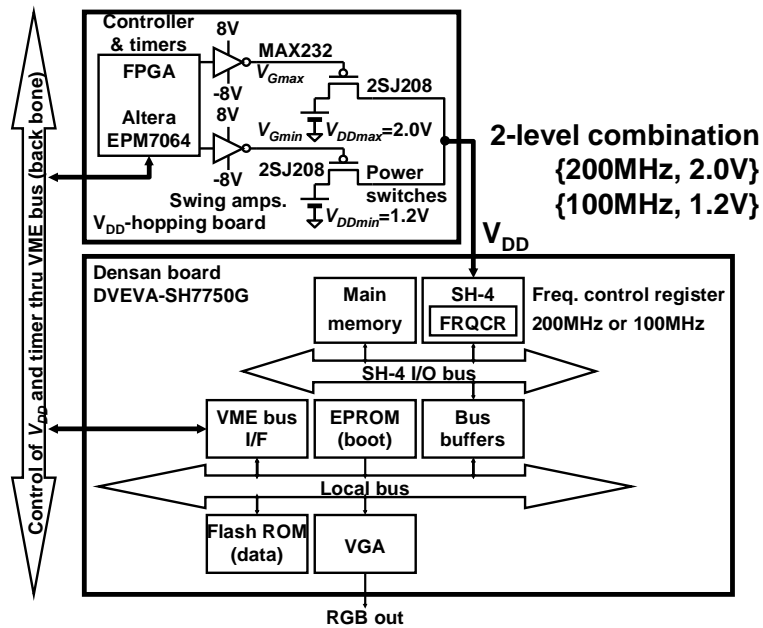 Controller
& timers
FPGA
Altera
EPM7064
8V
-8V
8V
-8V
MAX232
VGmax
2SJ208
VGmin
VDDmax=2.0V
2SJ208
Power
switches
Swing amps.
VDDmin=1.2V
VDD-hopping board
2-level combination
{200MHz, 2.0V}
{100MHz, 1.2V}
VDD
Control of VDD and timer thru VME bus (back bone)
Densan board
DVEVA-SH7750G
Main
memory
SH-4
FRQCR
Freq. control register
200MHz or 100MHz
SH-4 I/O bus
VME bus
I/F
EPROM
(boot)
Bus
buffers
Local bus
Flash ROM
(data)
VGA
RGB out